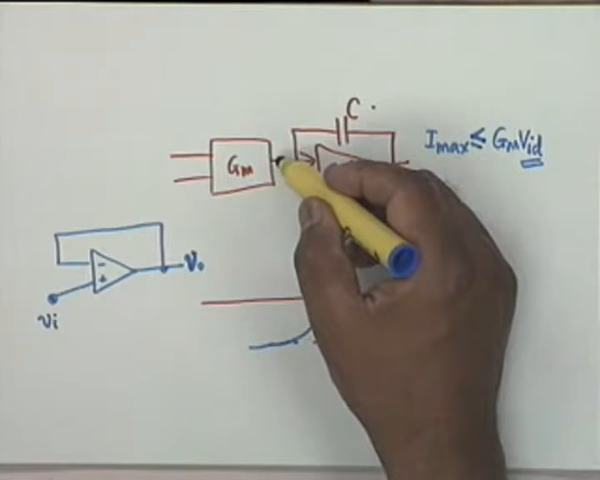 C
Imax ≤ GmVid
Gm
-
+
Vo
Vi